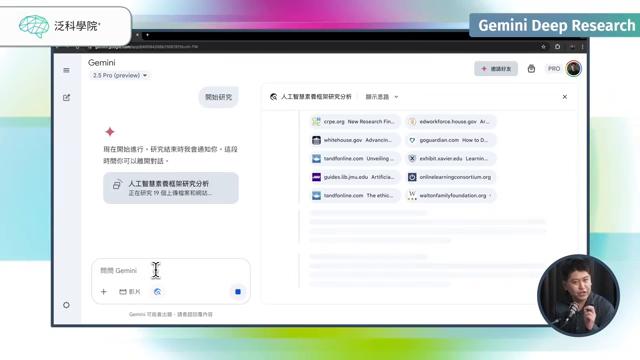 泛科學院
Gemini Deep Research
Gemini
2.5 Pro (preview)
邀請好友
PRO
開始研究
現在開始進行。研究結束時我會通知你。這段
時間你可以離開對話。
人工智慧素養框架研究分析
正在研究 19 個上傳檔案和網站...
問問 Gemini
影片
Gemini 可能會出錯，請查證回覆內容
人工智慧素養框架研究分析
顯示思路
crpe.org New Research Fin...
edworkforce.house.gov Ar...
whitehouse.gov Advancin...
goguardian.com How to D...
tandfonline.com Unveiling ...
exhibit.xavier.edu Learnin...
guides.lib.jmu.edu Artificia...
onlinelearningconsortium.org
tandfonline.com The ethic...
waltonfamilyfoundation.org